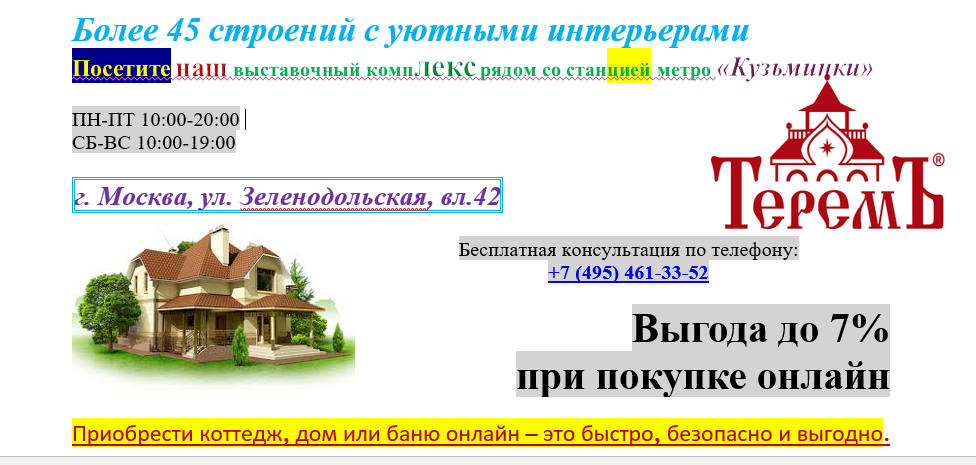 Более 45 строений с уютными интерьерами
Посетите наш выставочный комплекс рядом со станцией метро «Кузьминки»
ПН-ПТ 10:00-20:00
СБ-ВС 10:00-19:00
ТеремЪ®
г. Москва, ул. Зеленодольская, вл.42
Бесплатная консультация по телефону:
+7 (495) 461-33-52
Выгода до 7%
при покупке онлайн
Приобрести коттедж, дом или баню онлайн – это быстро, безопасно и выгодно.